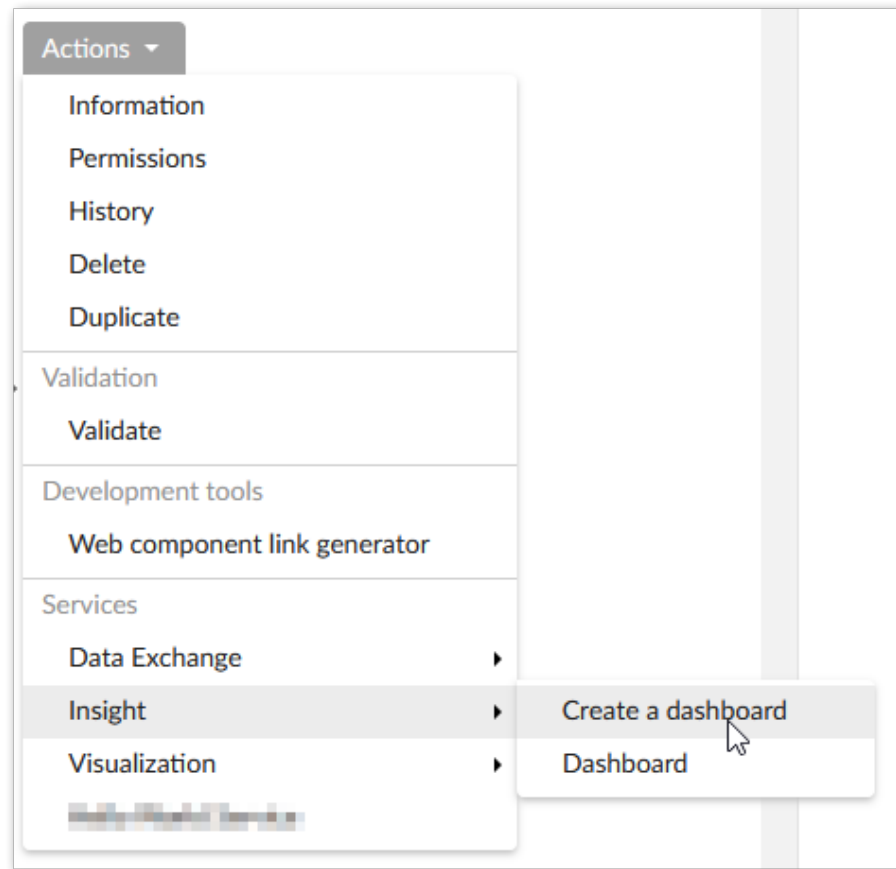 Actions
Information
Permissions
History
Delete
Duplicate
Validation
Validate
Development tools
Web component link generator
Services
Data Exchange
Insight
Create a dashboard
Visualization
Dashboard